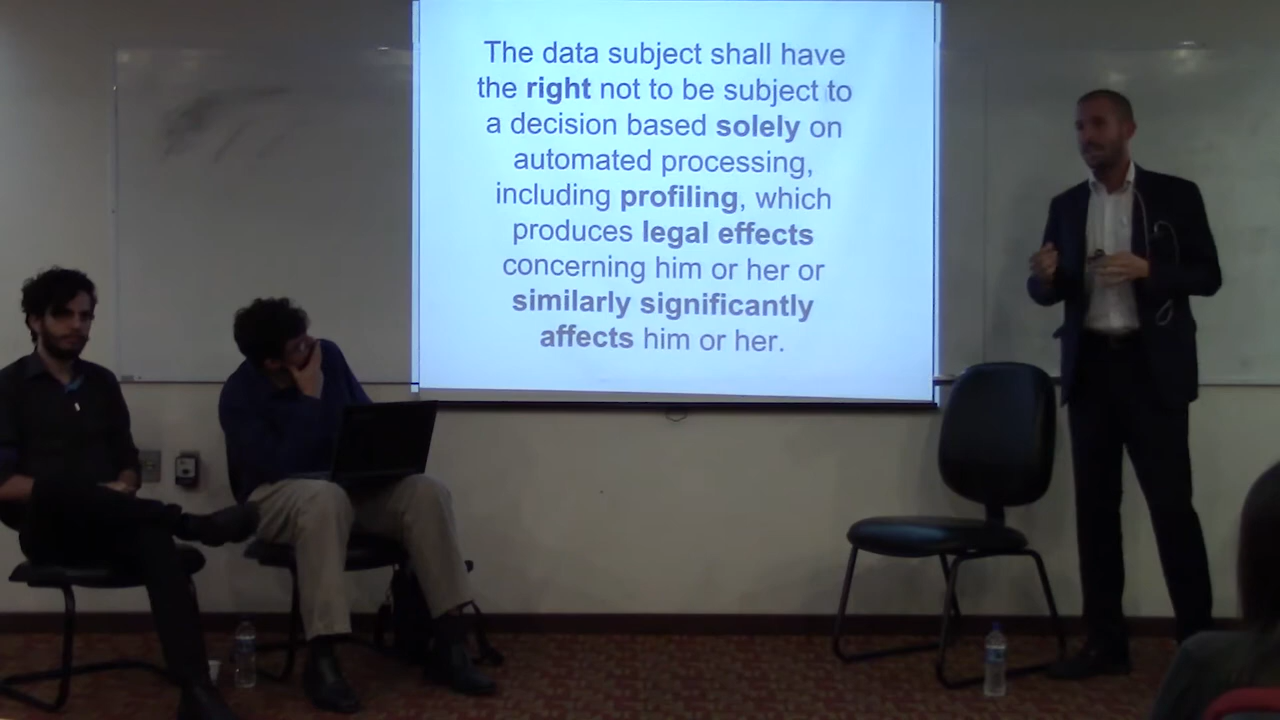 The data subject shall have
the right not to be subject to
a decision based solely on
automated processing,
including profiling, which
produces legal effects
concerning him or her or
similarly significantly
affects him or her.